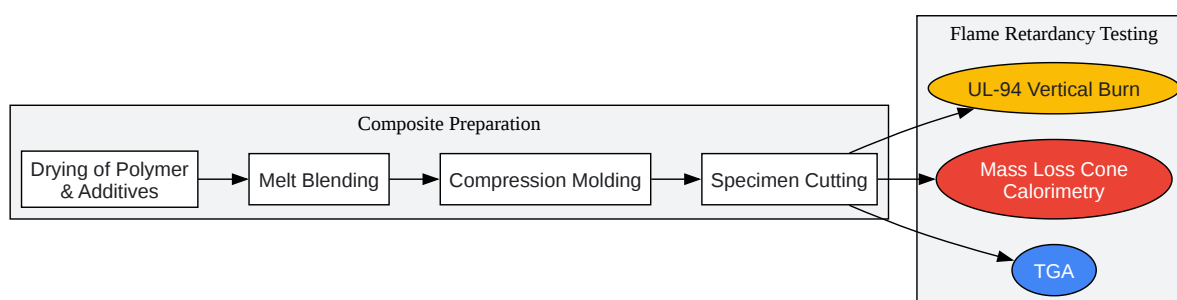 Flame Retardancy Testing
UL-94 Vertical Burn
Composite Preparation
Drying of Polymer
& Additives
Melt Blending
Compression Molding
Specimen Cutting
Mass Loss Cone
Calorimetry
TGA